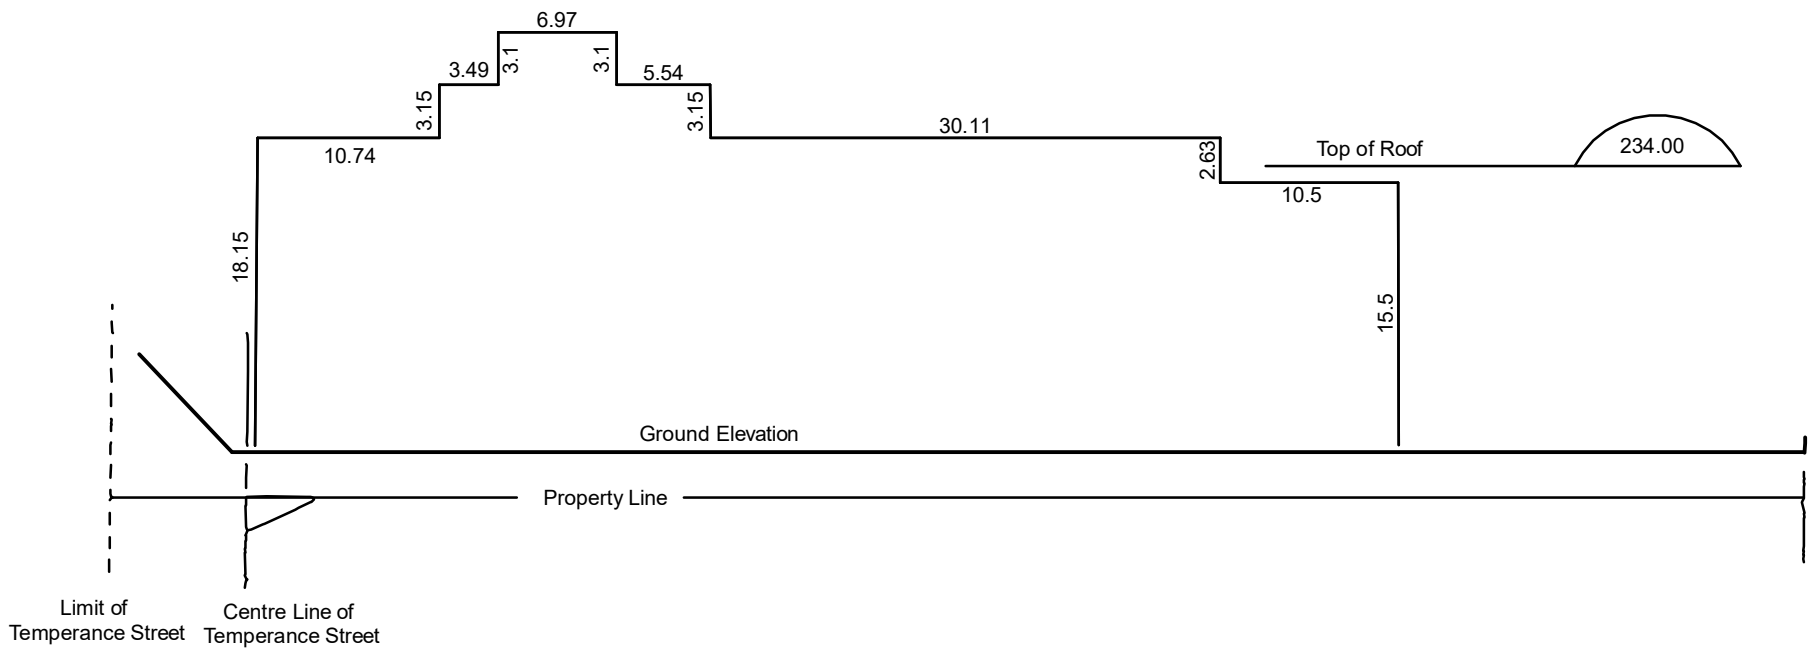 6.97
3.49
3.1
3.1
5.54
3.15
3.15
10.74
30.11
2.63
Top of Roof
234.00
10.5
18.15
15.5
Ground Elevation
Property Line
Limit of
Temperance Street
Centre Line of
Temperance Street